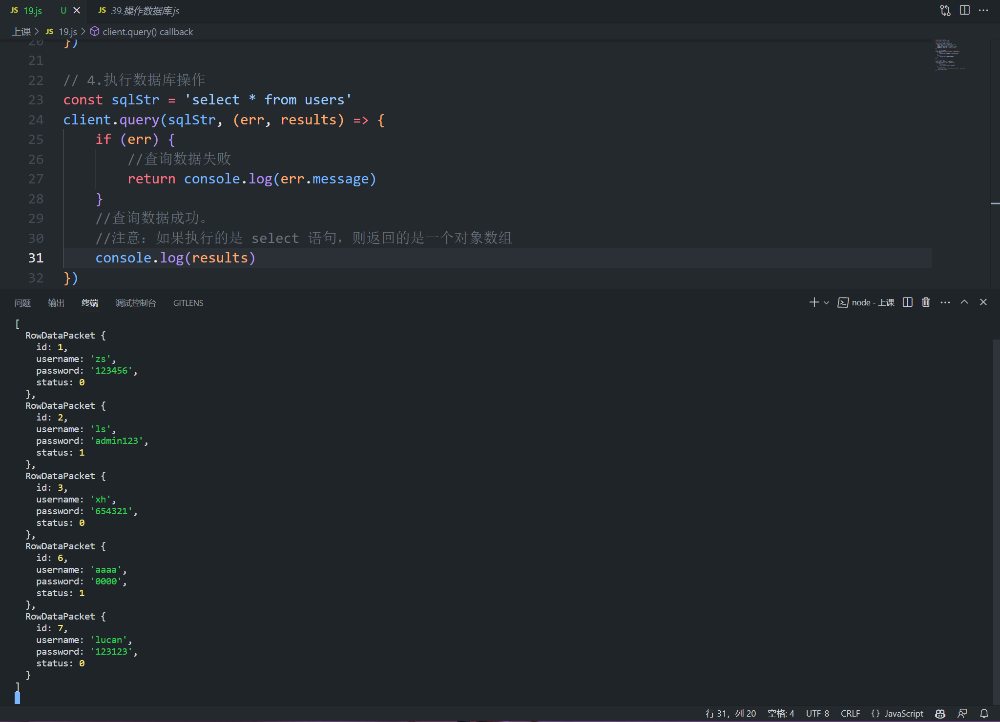 JS 19.js U
JS 39.操作数据库.js
上课 > JS 19.js > client.query() callback
20 })
21
22 // 4.执行数据库操作
23 const sqlStr = 'select * from users'
24 client.query(sqlStr, (err, results) => {
25 if (err) {
26 //查询数据失败
27 return console.log(err.message)
28 }
29 //查询数据成功。
30 //注意：如果执行的是 select 语句，则返回的是一个对象数组
31 console.log(results)
32 })
问题 输出 终端 调试控制台 GITLENS
node - 上课
[
RowDataPacket {
id: 1,
username: 'zs',
password: '123456',
status: 0
},
RowDataPacket {
id: 2,
username: 'ls',
password: 'admin123',
status: 1
},
RowDataPacket {
id: 3,
username: 'xh',
password: '654321',
status: 0
},
RowDataPacket {
id: 6,
username: 'aaaa',
password: '0000',
status: 1
},
RowDataPacket {
id: 7,
username: 'lucan',
password: '123123',
status: 0
}
]
行 31，列 20 空格: 4 UTF-8 CRLF {} JavaScript